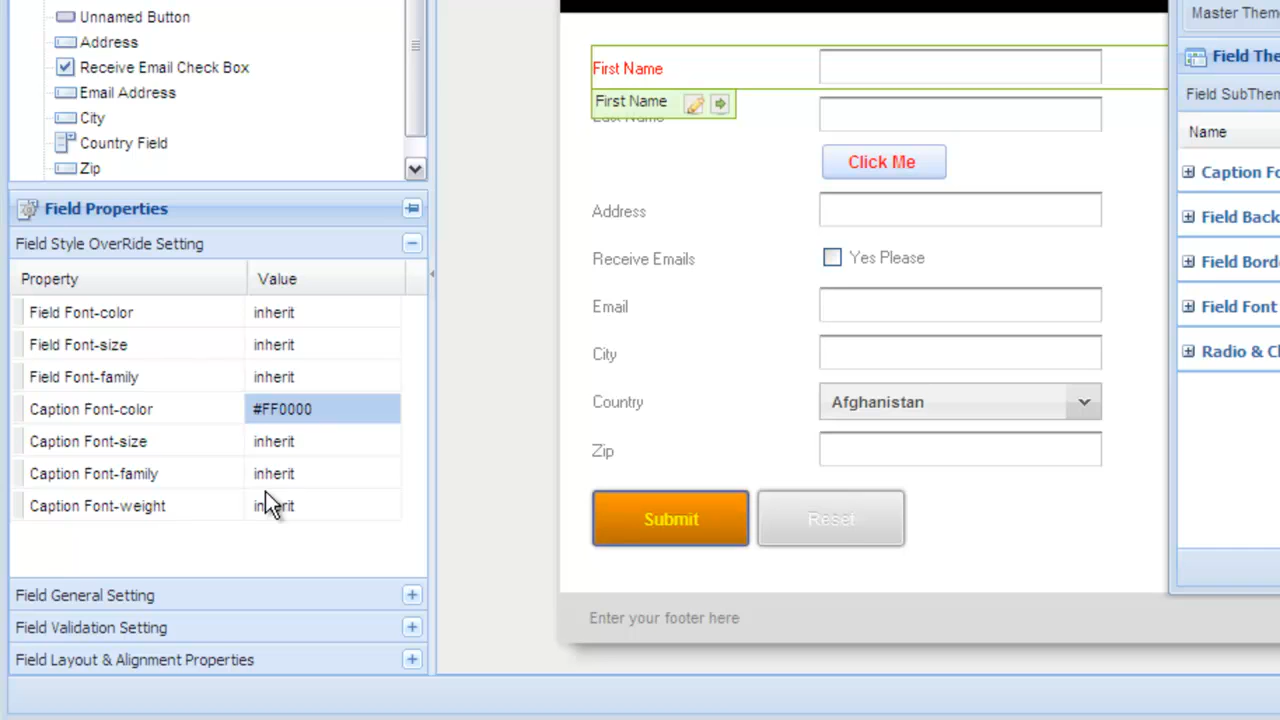 Unnamed Button
Address
Receive Email Check Box
Email Address
City
Country Field
Zip
Field Properties
Field Style OverRide Setting
Property Value
Field Font-color inherit
Field Font-size inherit
Field Font-family inherit
Caption Font-color #FF0000
Caption Font-size inherit
Caption Font-family inherit
Caption Font-weight inherit
Field General Setting
Field Validation Setting
Field Layout & Alignment Properties
First Name
First Name
Last Name
Click Me
Address
Receive Emails Yes Please
Email
City
Country Afghanistan
Zip
Submit Reset
Enter your footer here
Master Them
Field The
Field SubThem
Name
Caption Fo
Field Back
Field Bord
Field Font
Radio & Cl